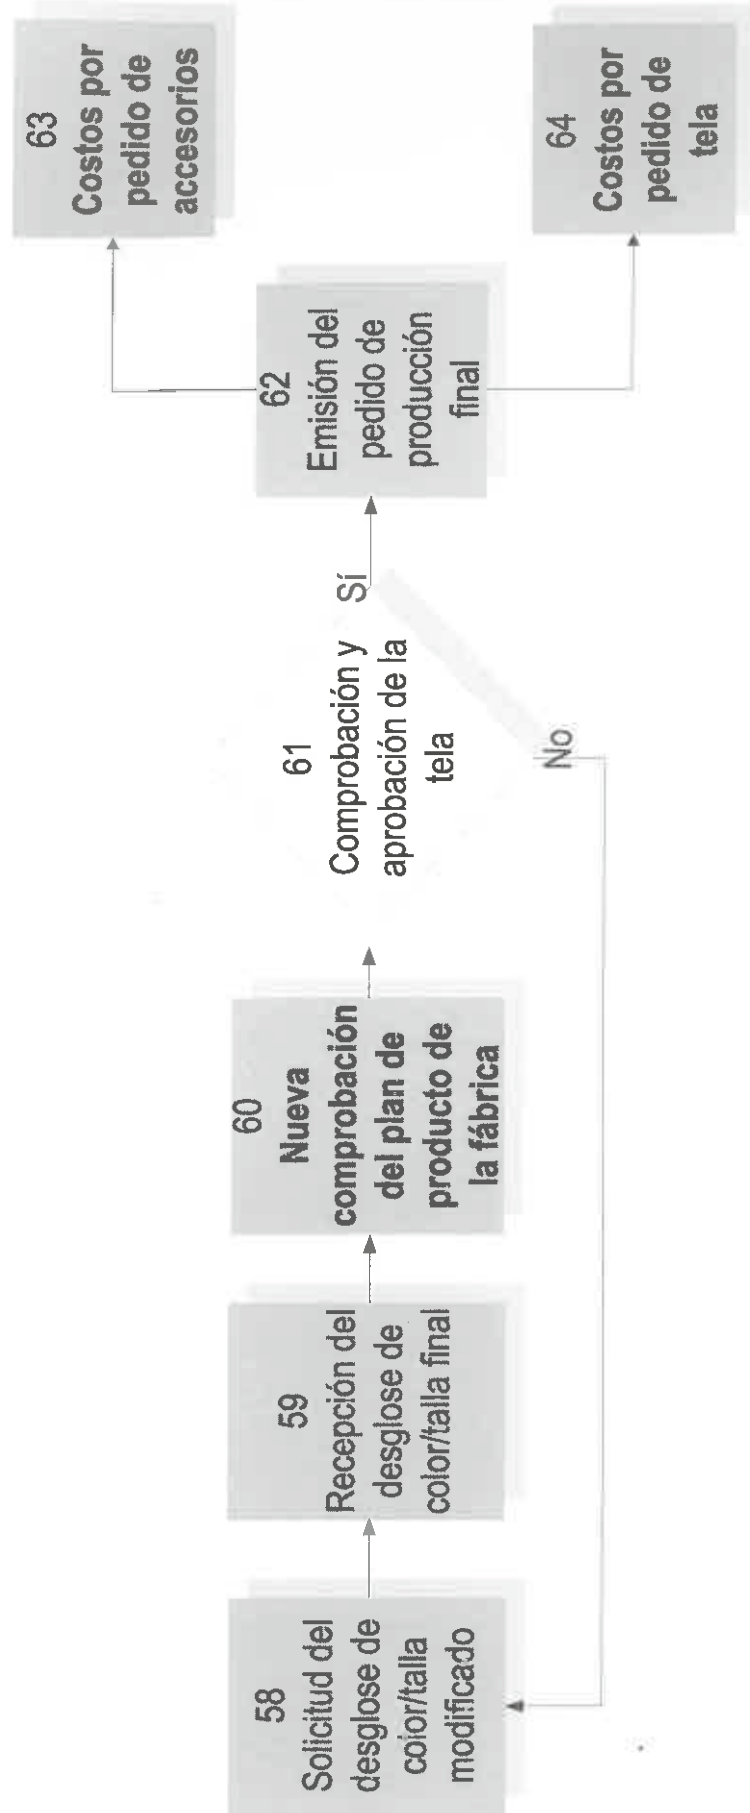 58
Solicitud del
desglose de
color/talla
modificado
59
Recepción del
desglose de
color/talla final
60
Nueva
comprobación
del plan de
producto de
la fábrica
61
Comprobación y
aprobación de la
tela
Sí
No
62
Emisión del
pedido de
producción
final
63
Costos por
pedido de
accesorios
64
Costos por
pedido de
tela